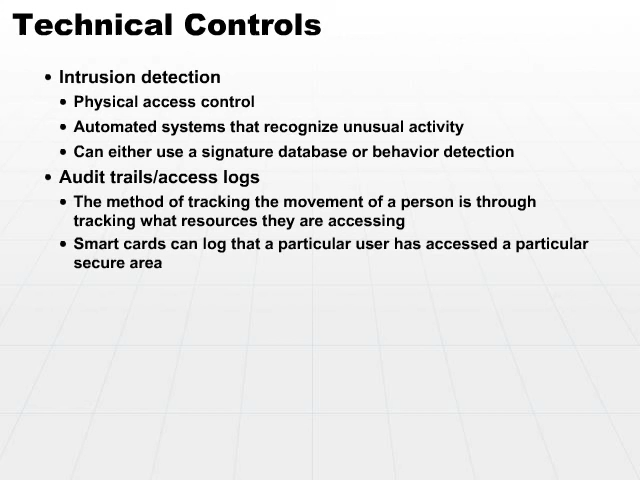 Technical Controls
• Intrusion detection
• Physical access control
• Automated systems that recognize unusual activity
• Can either use a signature database or behavior detection
• Audit trails/access logs
• The method of tracking the movement of a person is through
tracking what resources they are accessing
• Smart cards can log that a particular user has accessed a particular
secure area